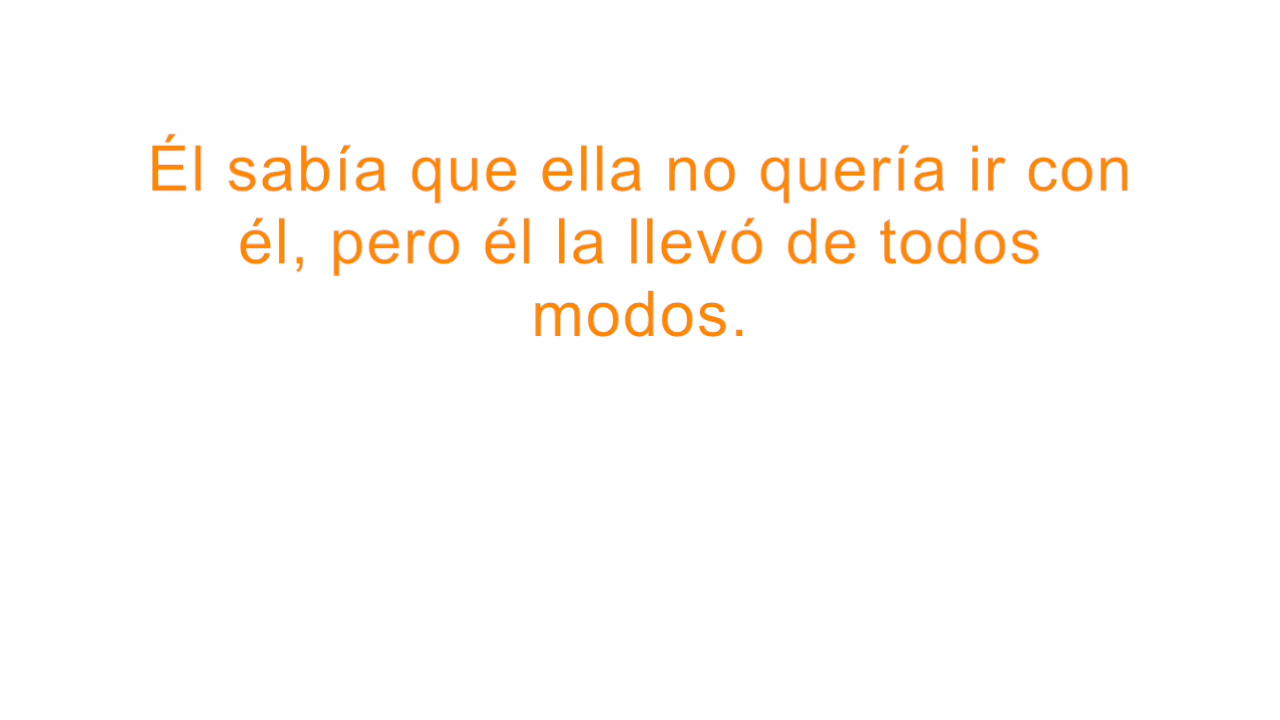 Él sabía que ella no quería ir con
él, pero él la llevó de todos
modos.